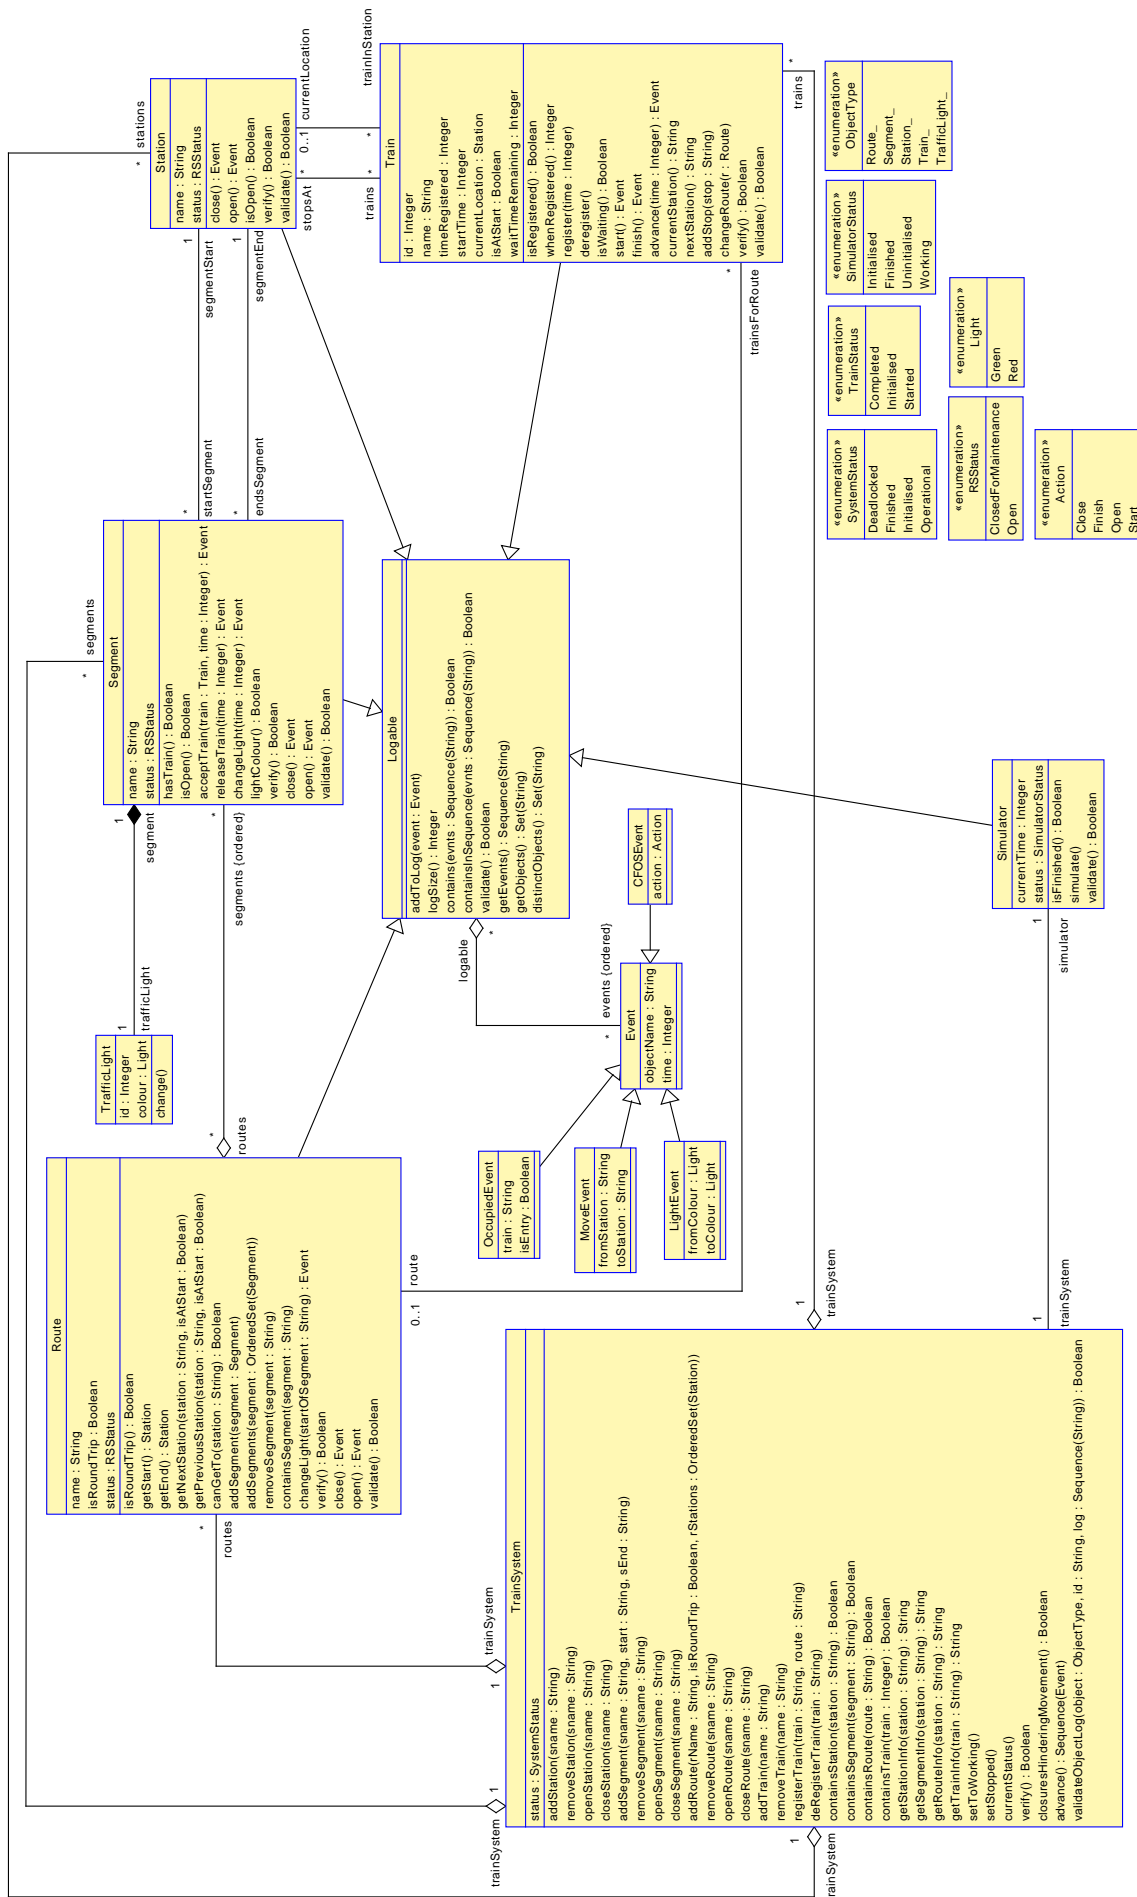 Station
name : String
status : RSStatus
close() : Event
open() : Event
isOpen() : Boolean
verify() : Boolean
validate() : Boolean
* stations
1
segmentStart
1
segmentEnd
*
stopsAt
0..1
currentLocation
*
trains
*
trainInStation
Train
id : Integer
name : String
timeRegistered : Integer
startTime : Integer
currentLocation : Station
isAtStart : Boolean
waitTimeRemaining : Integer
isRegistered() : Boolean
whenRegistered() : Integer
register(time : Integer)
deregister()
isWaiting() : Boolean
start() : Event
finish() : Event
advance(time : Integer) : Event
currentStation() : String
nextStation() : String
addStop(stop : String)
changeRoute(r : Route)
verify() : Boolean
validate() : Boolean
*
trainsForRoute
*
trains
«enumeration»
ObjectType
Route_
Segment_
Station_
Train_
TrafficLight_
«enumeration»
SimulatorStatus
Initialised
Finished
Uninitialised
Working
«enumeration»
TrainStatus
Completed
Initialised
Started
«enumeration»
Light
Green
Red
«enumeration»
SystemStatus
Deadlocked
Finished
Initialised
Operational
«enumeration»
RSStatus
ClosedForMaintenance
Open
«enumeration»
Action
Close
Finish
Open
Start
* segments
Segment
name : String
status : RSStatus
hasTrain() : Boolean
isOpen() : Boolean
acceptTrain(train : Train, time : Integer) : Event
releaseTrain(time : Integer) : Event
changeLight(time : Integer) : Event
lightColour() : Boolean
verify() : Boolean
close() : Event
open() : Event
validate() : Boolean
*
startSegment
*
endsSegment
1
segment
*
segments {ordered}
Logable
addToLog(event : Event)
logSize() : Integer
contains(evnts : Sequence(String)) : Boolean
containsInSequence(events : Sequence(String)) : Boolean
validate() : Boolean
getEvents() : Sequence(String)
getObjects() : Set(String)
distinctObjects() : Set(String)
logable
*
* events {ordered}
CFOSEvent
action : Action
Event
objectName : String
time : Integer
OccupiedEvent
train : String
isEntry : Boolean
MoveEvent
fromStation : String
toStation : String
LightEvent
fromColour : Light
toColour : Light
Simulator
currentTime : Integer
status : SimulatorStatus
isFinished() : Boolean
simulate()
validate() : Boolean
1
simulator
TrafficLight
id : Integer
colour : Light
change()
1
trafficLight
Route
name : String
isRoundTrip : Boolean
status : RSStatus
isRoundTrip() : Boolean
getStart() : Station
getEnd() : Station
getNextStation(station : String, isAtStart : Boolean)
getPreviousStation(station : String, isAtStart : Boolean)
canGetTo(station : String) : Boolean
addSegment(segment : Segment)
addSegments(segment : OrderedSet(Segment))
removeSegment(segment : String)
containsSegment(segment : String)
changeLight(startOfSegment : String) : Event
verify() : Boolean
close() : Event
open() : Event
validate() : Boolean
*
routes
0..1
route
*
routes
TrainSystem
status : SystemStatus
addStation(sname : String)
removeStation(sname : String)
openStation(sname : String)
closeStation(sname : String)
addSegment(sname : String, start : String, sEnd : String)
removeSegment(sname : String)
openSegment(sname : String)
closeSegment(sname : String)
addRoute(rName : String, isRoundTrip : Boolean, rStations : OrderedSet(Station))
removeRoute(sname : String)
openRoute(sname : String)
closeRoute(sname : String)
addTrain(name : String)
removeTrain(name : String)
registerTrain(train : String, route : String)
deRegisterTrain(train : String)
containsStation(station : String) : Boolean
containsSegment(segment : String) : Boolean
containsRoute(route : String) : Boolean
containsTrain(train : Integer) : Boolean
getStationInfo(station : String) : String
getSegmentInfo(station : String) : String
getRouteInfo(station : String) : String
getTrainInfo(train : String) : String
setToWorking()
setStopped()
currentStatus()
verify() : Boolean
closuresHinderingMovement() : Boolean
advance() : Sequence(Event)
validateObjectLog(object : ObjectType, id : String, log : Sequence(String)) : Boolean
1
trainSystem
1
trainSystem
1
rainSystem
1
trainSystem
1
trainSystem